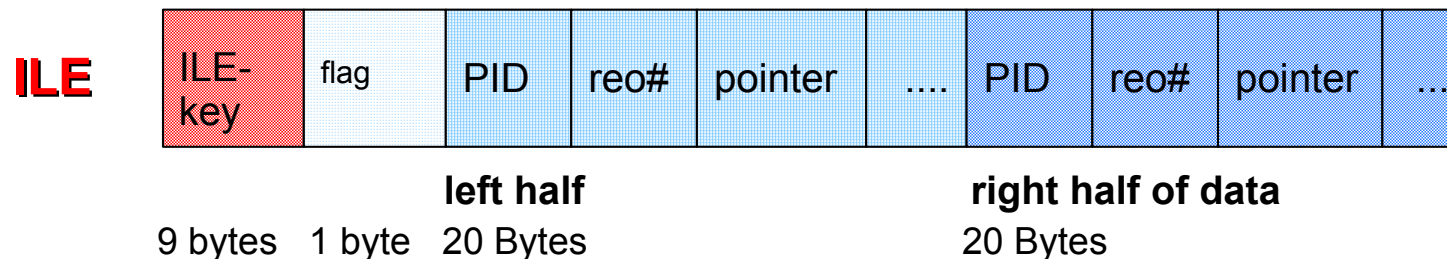 ILE ILE-key flag PID reo# pointer .... PID reo# pointer ...
left half right half of data
9 bytes 1 byte 20 Bytes 20 Bytes